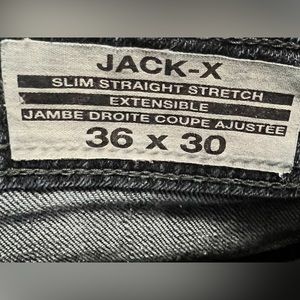 JACK-X
SLIM STRAIGHT STRETCH
EXTENSIBLE
JAMBE DROITE COUPE AJUSTÉE
36 x 30